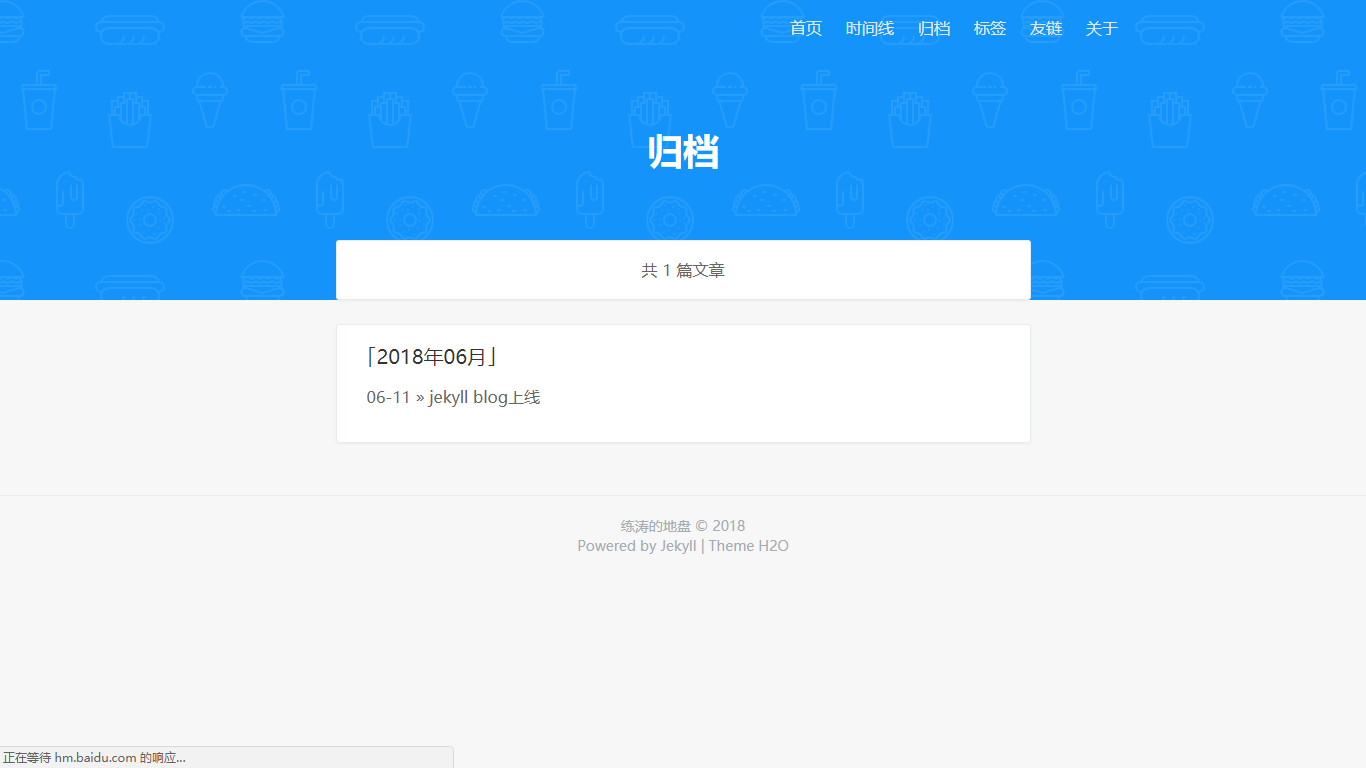 首页 时间线 归档 标签 友链 关于
归档
共 1 篇文章
「2018年06月」
06-11 » jekyll blog上线
练涛的地盘 © 2018
Powered by Jekyll | Theme H2O
正在等待 hm.baidu.com 的响应...